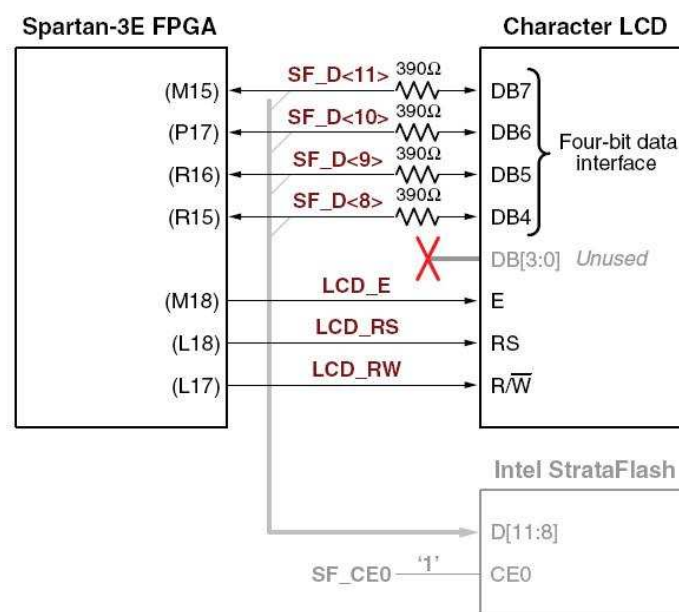 Spartan-3E FPGA
Character LCD
(M15) SF_D<11> 390Ω DB7
(P17) SF_D<10> 390Ω DB6
(R16) SF_D<9> 390Ω DB5
(R15) SF_D<8> 390Ω DB4
Four-bit data
interface
DB[3:0] Unused
(M18) LCD_E E
(L18) LCD_RS RS
(L17) LCD_RW R/W̅
Intel StrataFlash
D[11:8]
SF_CE0 ‘1’ CE0